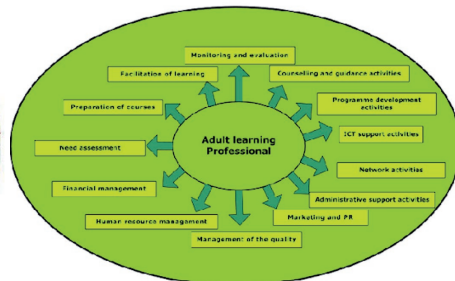 Monitoring and evaluation
Facilitation of learning
Counselling and guidance activities
Preparation of courses
Programme development
activities
Adult learning
Professional
ICT support activities
Need assessment
Network activities
Financial management
Administrative support activities
Human resource management
Marketing and PR
Management of the quality